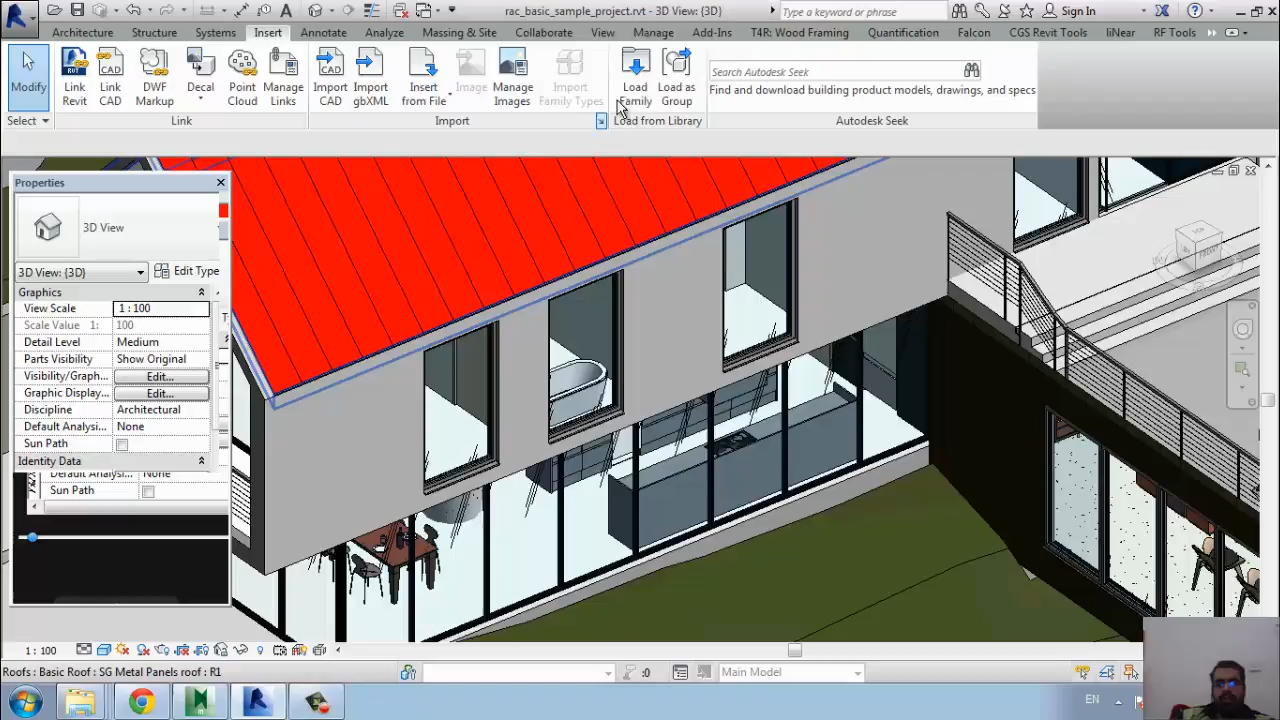 rac_basic_sample_project.rvt - 3D View: {3D}
Type a keyword or phrase
Sign In
Architecture Structure Systems Insert Annotate Analyze Massing & Site Collaborate View Manage Add-Ins T4R: Wood Framing Quantification Falcon CGS Revit Tools liNear RF Tools
Modify
Link Revit
Link CAD
DWF Markup
Decal
Point Cloud
Manage Links
Import CAD
Import gbXML
Insert from File
Image
Manage Images
Import Family Types
Load Family
Load as Group
Search Autodesk Seek
Find and download building product models, drawings, and specs
Select Link Import Load from Library Autodesk Seek
Properties
3D View
3D View: {3D}
Edit Type
Graphics
View Scale 1 : 100
Scale Value 1: 100
Detail Level Medium
Parts Visibility Show Original
Visibility/Graph... Edit...
Graphic Display... Edit...
Discipline Architectural
Default Analysi... None
Sun Path
Identity Data
Default Analysi... None
Sun Path
1 : 100
Roofs : Basic Roof : SG Metal Panels roof : R1
:0
Main Model
EN